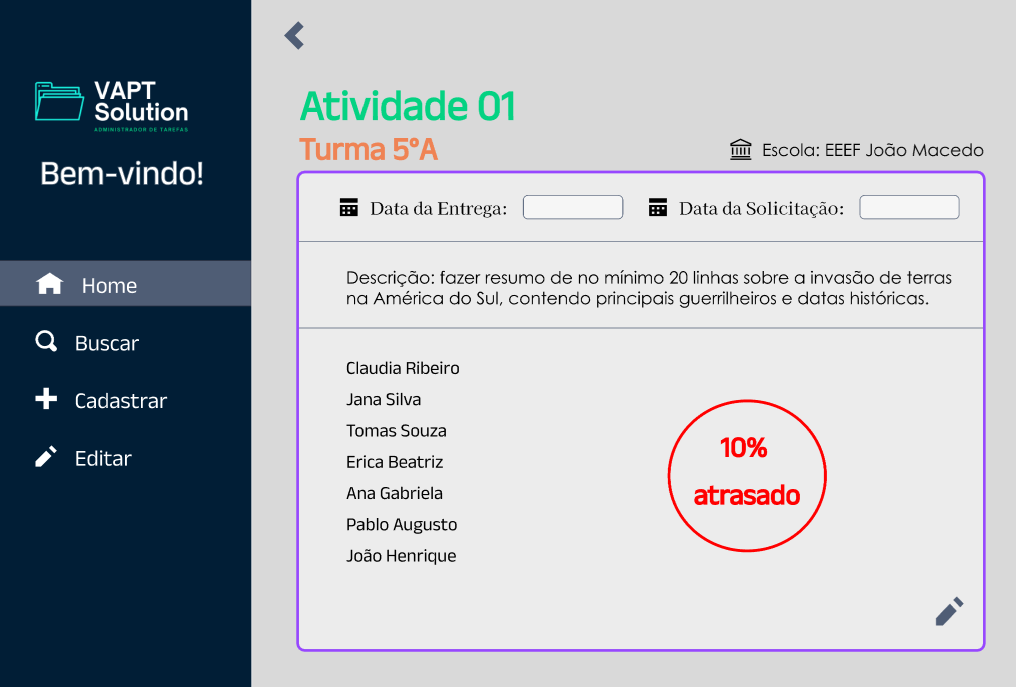 VAPT
Solution
ADMINISTRADOR DE TAREFAS
Bem-vindo!
Home
Buscar
Cadastrar
Editar
Atividade 01
Turma 5°A
Escola: EEEF João Macedo
Data da Entrega:
Data da Solicitação:
Descrição: fazer resumo de no mínimo 20 linhas sobre a invasão de terras
na América do Sul, contendo principais guerrilheiros e datas históricas.
Claudia Ribeiro
Jana Silva
Tomas Souza
Erica Beatriz
Ana Gabriela
Pablo Augusto
João Henrique
10%
atrasado